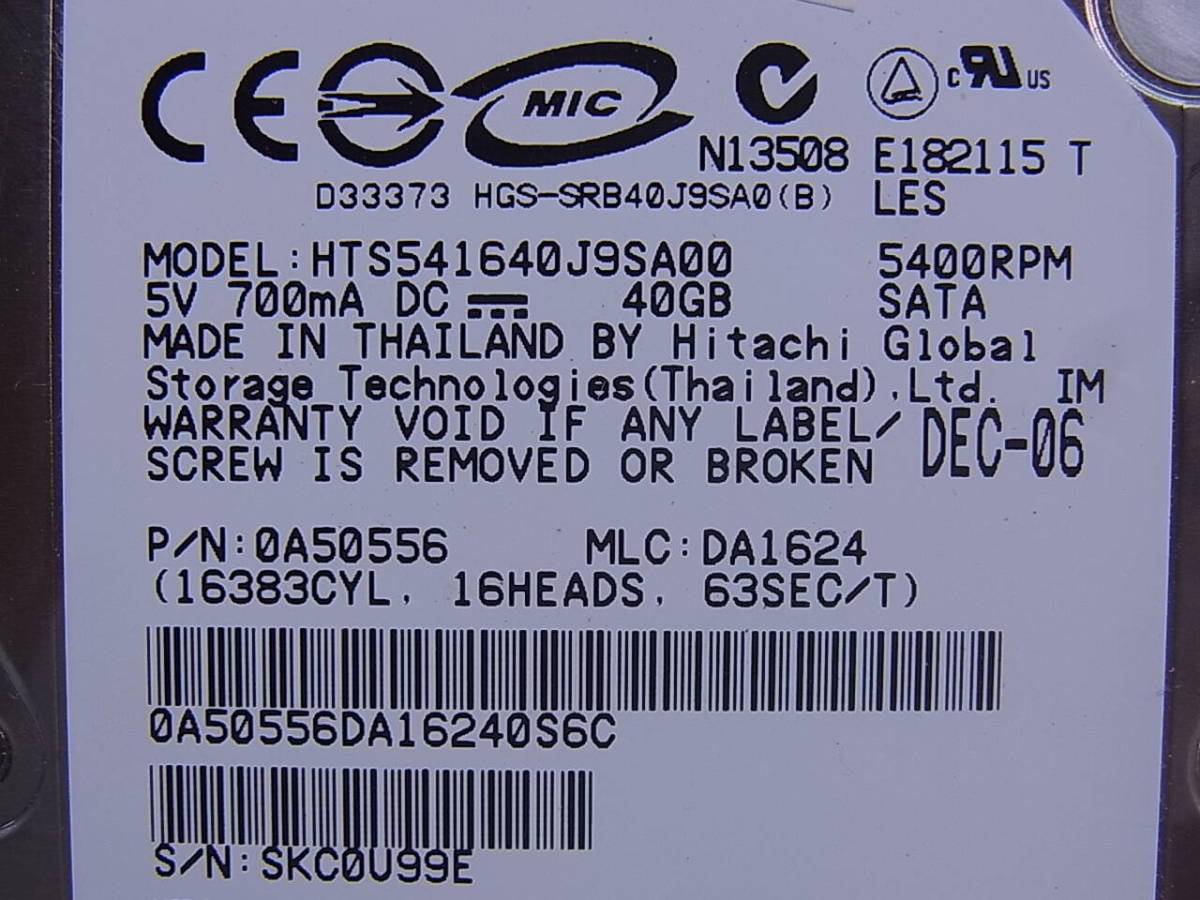 CE MIC c RU US
N13508 E182115 T
D33373 HGS-SRB40J9SA0(B) LES
MODEL:HTS541640J9SA00 5400RPM
5V 700mA DC 40GB SATA
MADE IN THAILAND BY Hitachi Global
Storage Technologies(Thailand),Ltd. IM
WARRANTY VOID IF ANY LABEL/ DEC-06
SCREW IS REMOVED OR BROKEN
P/N:0A50556 MLC:DA1624
(16383CYL, 16HEADS, 63SEC/T)
0A50556DA16240S6C
S/N:SKC0U99E